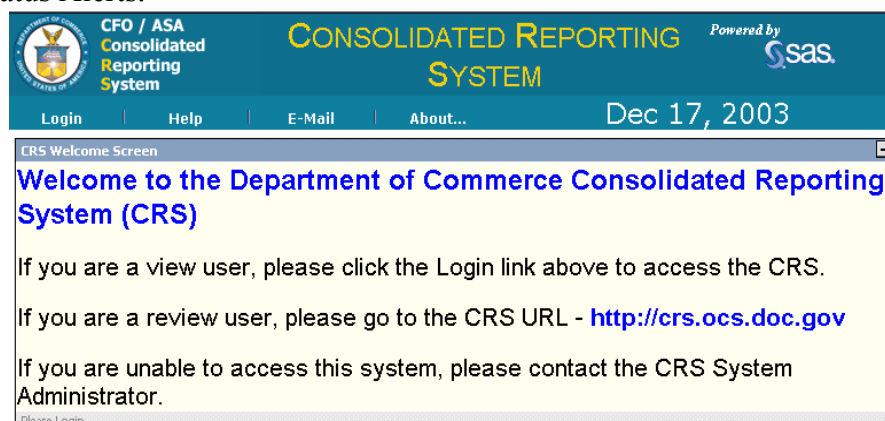 CFO / ASA
Consolidated
Reporting
System
CONSOLIDATED REPORTING
SYSTEM
Powered by
sas.
Login | Help | E-Mail | About...
Dec 17, 2003
CRS Welcome Screen
Welcome to the Department of Commerce Consolidated Reporting
System (CRS)
If you are a view user, please click the Login link above to access the CRS.
If you are a review user, please go to the CRS URL - http://crs.ocs.doc.gov
If you are unable to access this system, please contact the CRS System
Administrator.
Please Login